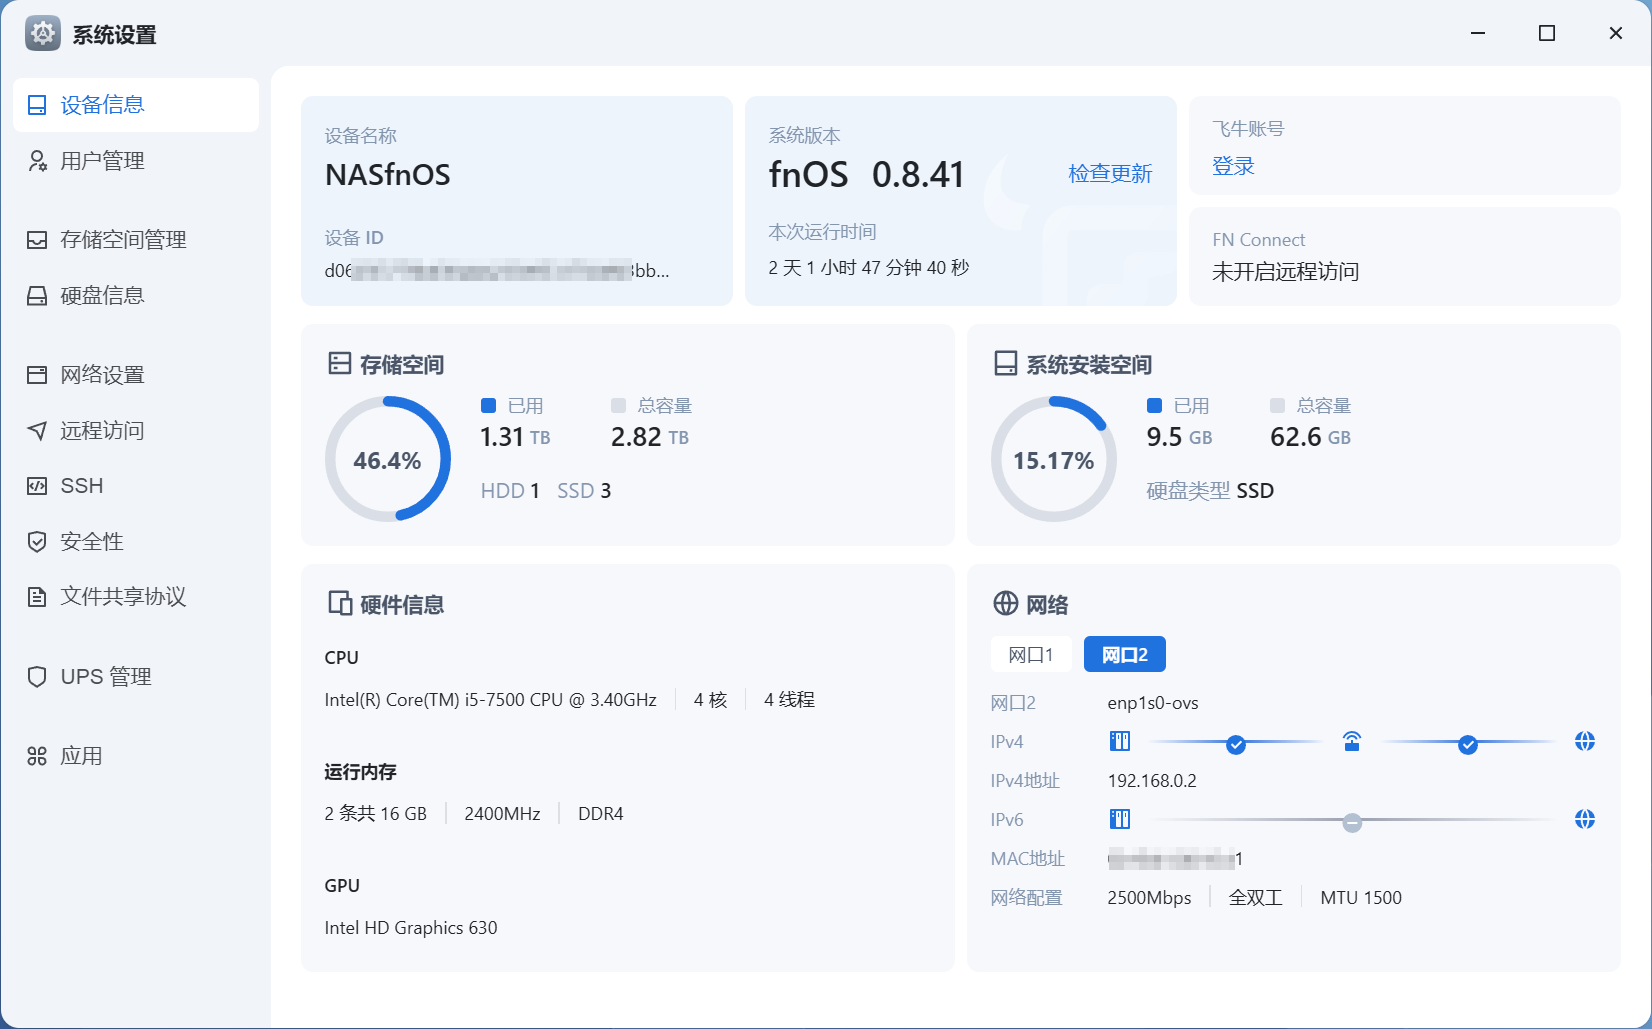 系统设置
设备信息
用户管理
存储空间管理
硬盘信息
网络设置
远程访问
SSH
安全性
文件共享协议
UPS 管理
应用
设备名称
NASfnOS
设备 ID
d06
bb...
系统版本
fnOS 0.8.41
检查更新
本次运行时间
2 天 1 小时 47 分钟 40 秒
飞牛账号
登录
FN Connect
未开启远程访问
存储空间
46.4%
已用 总容量
1.31 TB 2.82 TB
HDD 1 SSD 3
系统安装空间
15.17%
已用 总容量
9.5 GB 62.6 GB
硬盘类型 SSD
硬件信息
CPU
Intel(R) Core(TM) i5-7500 CPU @ 3.40GHz 4 核 4 线程
运行内存
2 条共 16 GB 2400MHz DDR4
GPU
Intel HD Graphics 630
网络
网口1 网口2
网口2 enp1s0-ovs
IPv4
IPv4地址 192.168.0.2
IPv6
MAC地址 1
网络配置 2500Mbps 全双工 MTU 1500